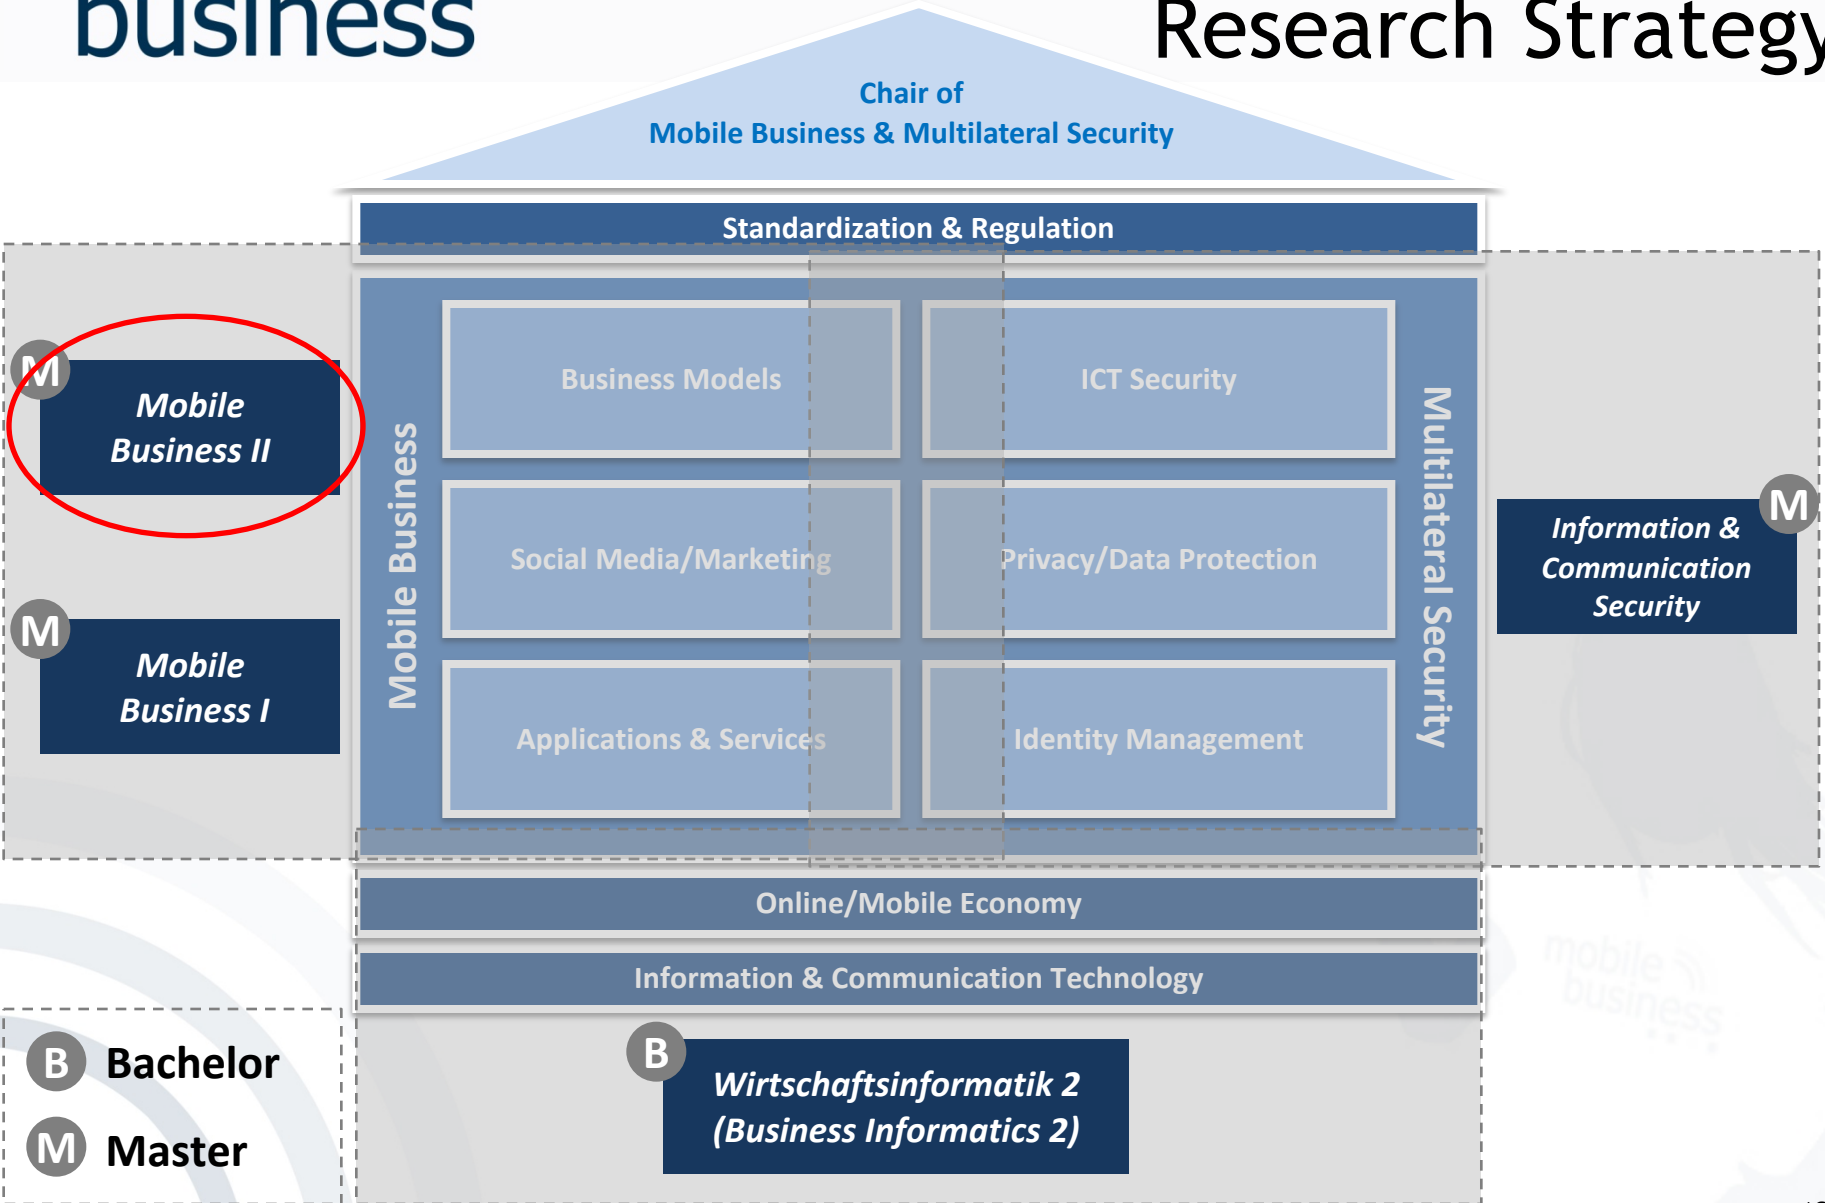 business
Research Strategy
Chair of
Mobile Business & Multilateral Security
Standardization & Regulation
M
Mobile
Business II
M
Mobile
Business I
Mobile Business
Business Models
ICT Security
Social Media/Marketing
Privacy/Data Protection
Applications & Services
Identity Management
Multilateral Security
M
Information &
Communication
Security
Online/Mobile Economy
Information & Communication Technology
mobile
business
B Bachelor
M Master
B
Wirtschaftsinformatik 2
(Business Informatics 2)